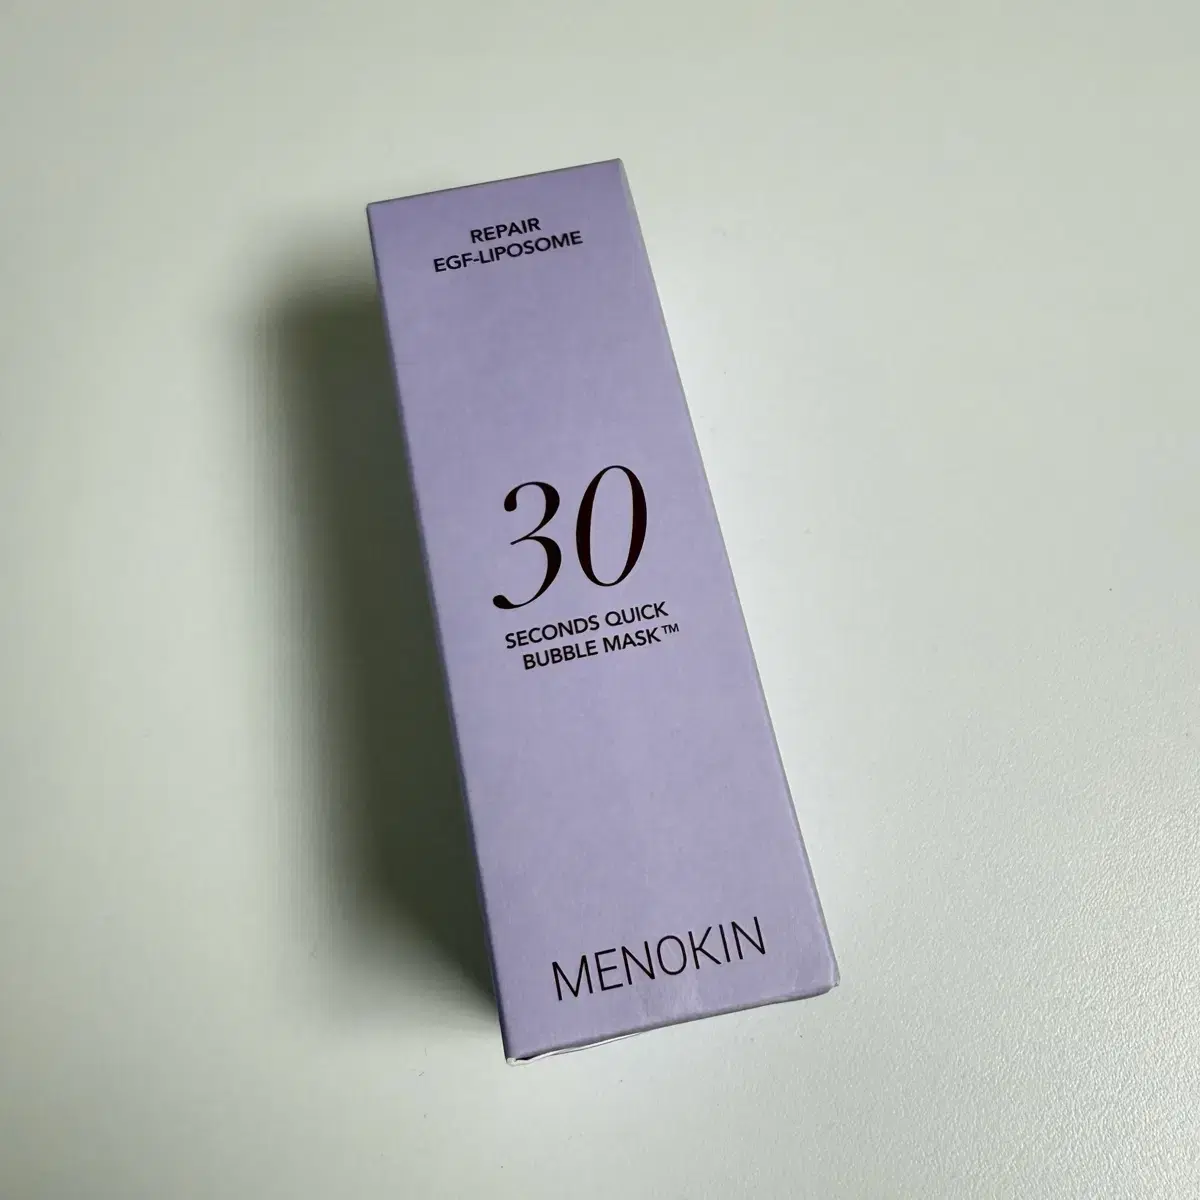 REPAIR
EGF-LIPOSOME
30
SECONDS QUICK
BUBBLE MASK™
MENOKIN